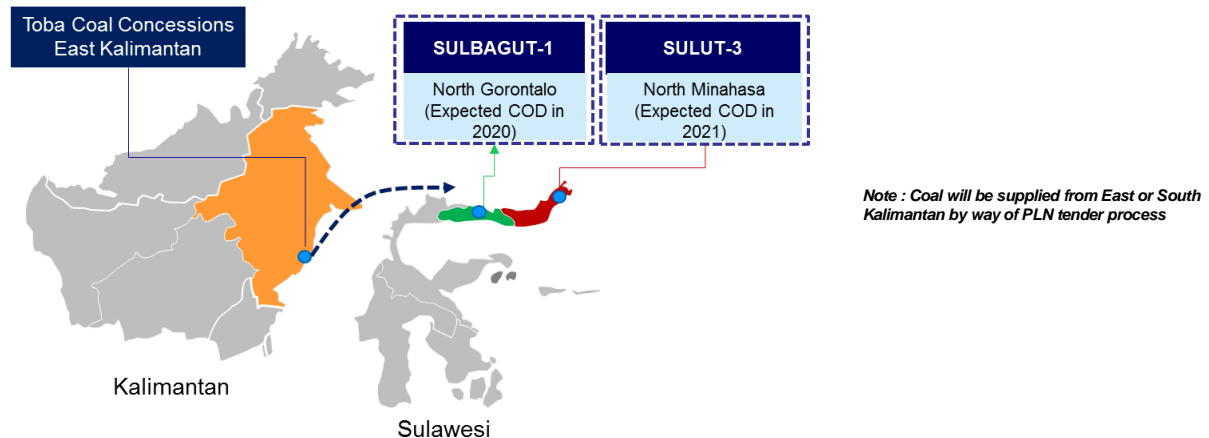 Toba Coal Concessions
East Kalimantan
SULBAGUT-1
North Gorontalo
(Expected COD in
2020)
SULUT-3
North Minahasa
(Expected COD in
2021)
Note : Coal will be supplied from East or South
Kalimantan by way of PLN tender process
Kalimantan
Sulawesi